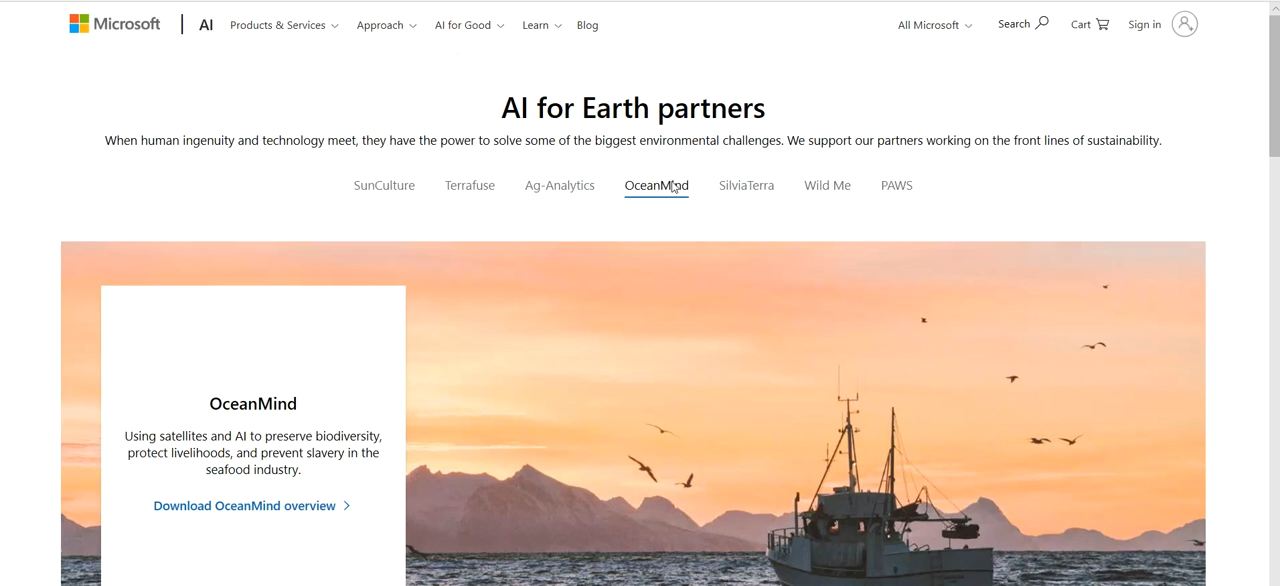 Microsoft AI Products & Services Approach AI for Good Learn Blog All Microsoft Search Cart Sign in
AI for Earth partners
When human ingenuity and technology meet, they have the power to solve some of the biggest environmental challenges. We support our partners working on the front lines of sustainability.
SunCulture Terrafuse Ag-Analytics OceanMind SilviaTerra Wild Me PAWS
OceanMind
Using satellites and AI to preserve biodiversity,
protect livelihoods, and prevent slavery in the
seafood industry.
Download OceanMind overview